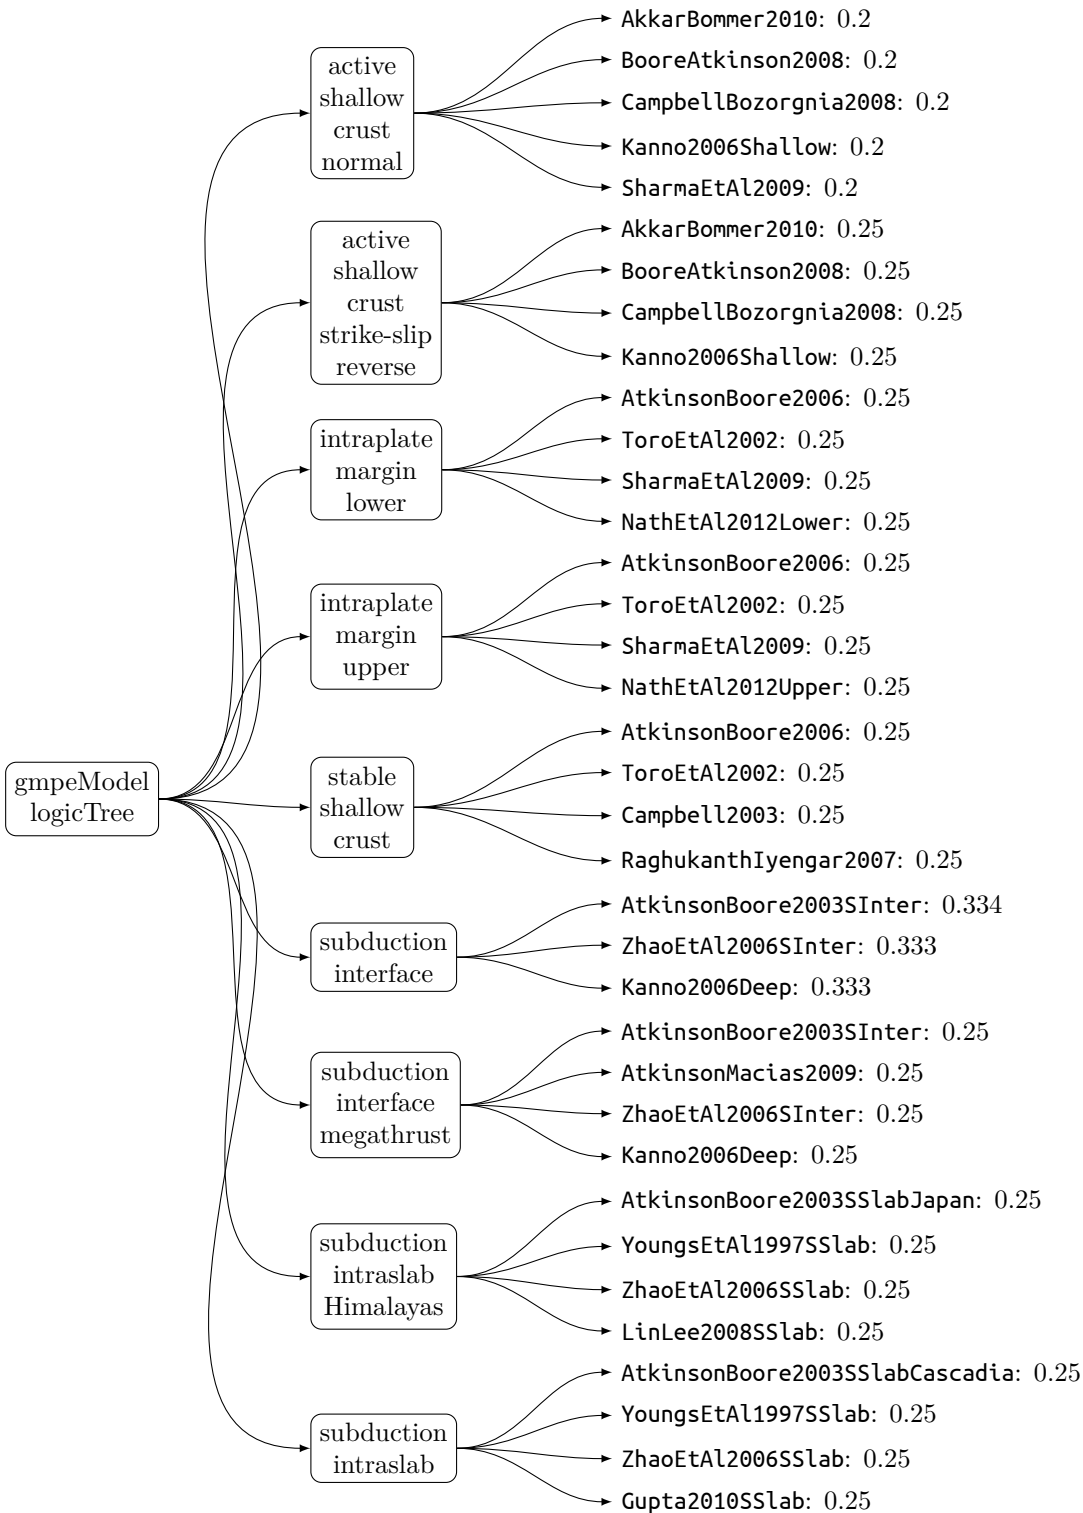 gmpeModel
logicTree
active
shallow
crust
normal
AkkarBommer2010: 0.2
BooreAtkinson2008: 0.2
CampbellBozorgnia2008: 0.2
Kanno2006Shallow: 0.2
SharmaEtAl2009: 0.2
active
shallow
crust
strike-slip
reverse
AkkarBommer2010: 0.25
BooreAtkinson2008: 0.25
CampbellBozorgnia2008: 0.25
Kanno2006Shallow: 0.25
intraplate
margin
lower
AtkinsonBoore2006: 0.25
ToroEtAl2002: 0.25
SharmaEtAl2009: 0.25
NathEtAl2012Lower: 0.25
intraplate
margin
upper
AtkinsonBoore2006: 0.25
ToroEtAl2002: 0.25
SharmaEtAl2009: 0.25
NathEtAl2012Upper: 0.25
stable
shallow
crust
AtkinsonBoore2006: 0.25
ToroEtAl2002: 0.25
Campbell2003: 0.25
RaghukanthIyengar2007: 0.25
subduction
interface
AtkinsonBoore2003SInter: 0.334
ZhaoEtAl2006SInter: 0.333
Kanno2006Deep: 0.333
subduction
interface
megathrust
AtkinsonBoore2003SInter: 0.25
AtkinsonMacias2009: 0.25
ZhaoEtAl2006SInter: 0.25
Kanno2006Deep: 0.25
subduction
intraslab
Himalayas
AtkinsonBoore2003SSlabJapan: 0.25
YoungsEtAl1997SSlab: 0.25
ZhaoEtAl2006SSlab: 0.25
LinLee2008SSlab: 0.25
subduction
intraslab
AtkinsonBoore2003SSlabCascadia: 0.25
YoungsEtAl1997SSlab: 0.25
ZhaoEtAl2006SSlab: 0.25
Gupta2010SSlab: 0.25